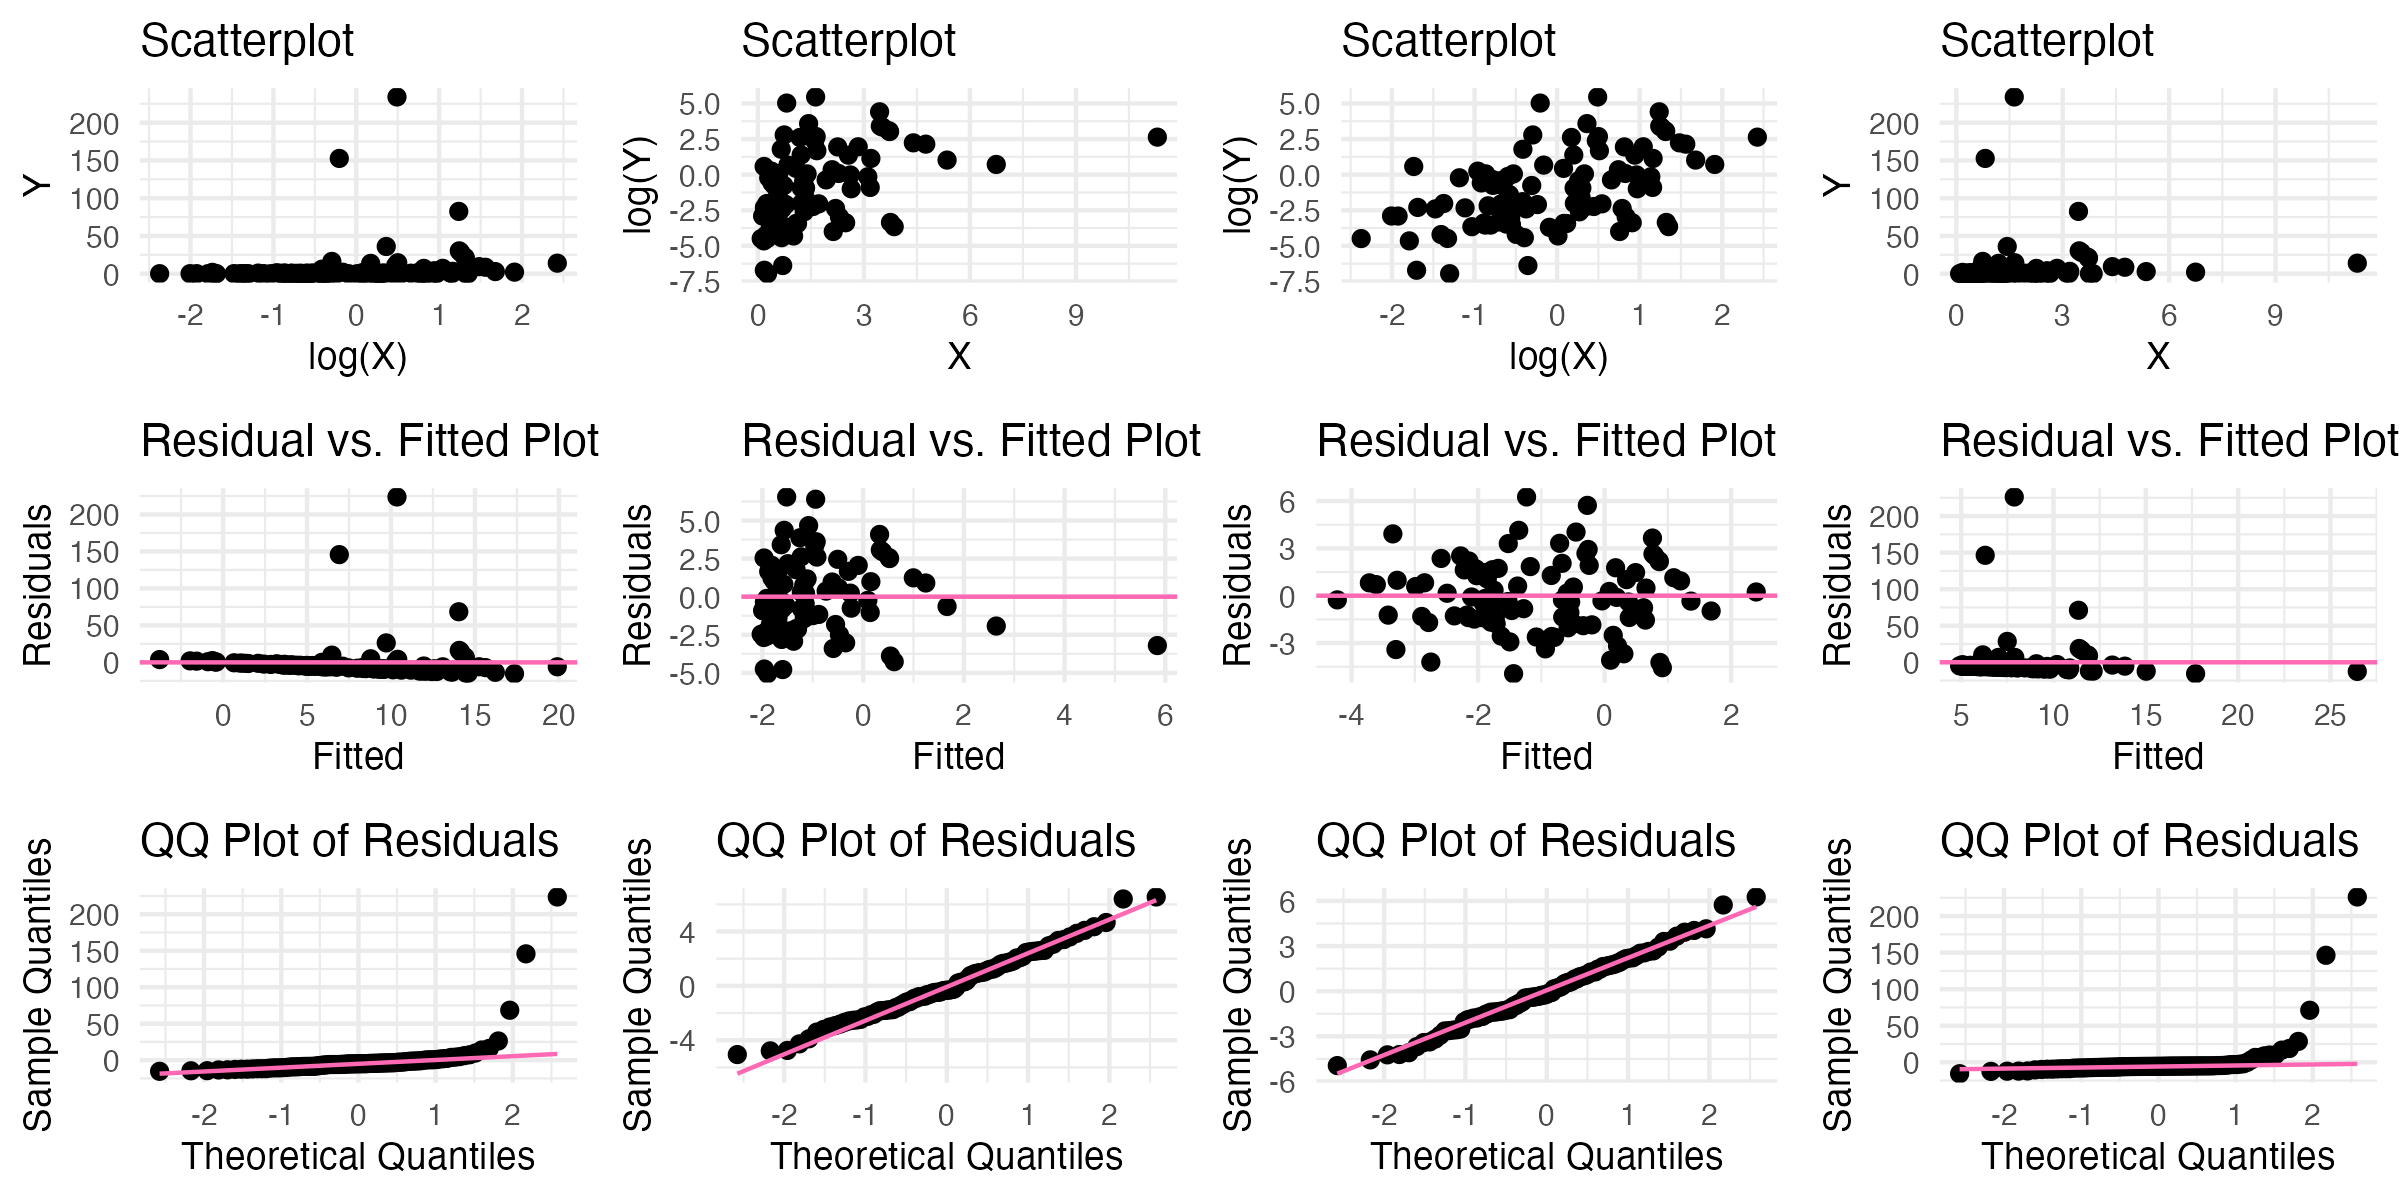 Scatterplot
Scatterplot
Scatterplot
Scatterplot
Y
200
150
100
50
0
-2 -1 0 1 2
log(X)
log(Y)
5.0
2.5
0.0
-2.5
-5.0
-7.5
0 3 6 9
X
log(Y)
5.0
2.5
0.0
-2.5
-5.0
-7.5
-2 -1 0 1 2
log(X)
Y
200
150
100
50
0
0 3 6 9
X
Residual vs. Fitted Plot
Residual vs. Fitted Plot
Residual vs. Fitted Plot
Residual vs. Fitted Plot
Residuals
200
150
100
50
0
0 5 10 15 20
Fitted
Residuals
5.0
2.5
0.0
-2.5
-5.0
-2 0 2 4 6
Fitted
Residuals
6
3
0
-3
-4 -2 0 2
Fitted
Residuals
200
150
100
50
0
5 10 15 20 25
Fitted
QQ Plot of Residuals
QQ Plot of Residuals
QQ Plot of Residuals
QQ Plot of Residuals
Sample Quantiles
200
150
100
50
0
-2 -1 0 1 2
Theoretical Quantiles
Sample Quantiles
4
0
-4
-2 -1 0 1 2
Theoretical Quantiles
Sample Quantiles
6
3
0
-3
-6
-2 -1 0 1 2
Theoretical Quantiles
Sample Quantiles
200
150
100
50
0
-2 -1 0 1 2
Theoretical Quantiles